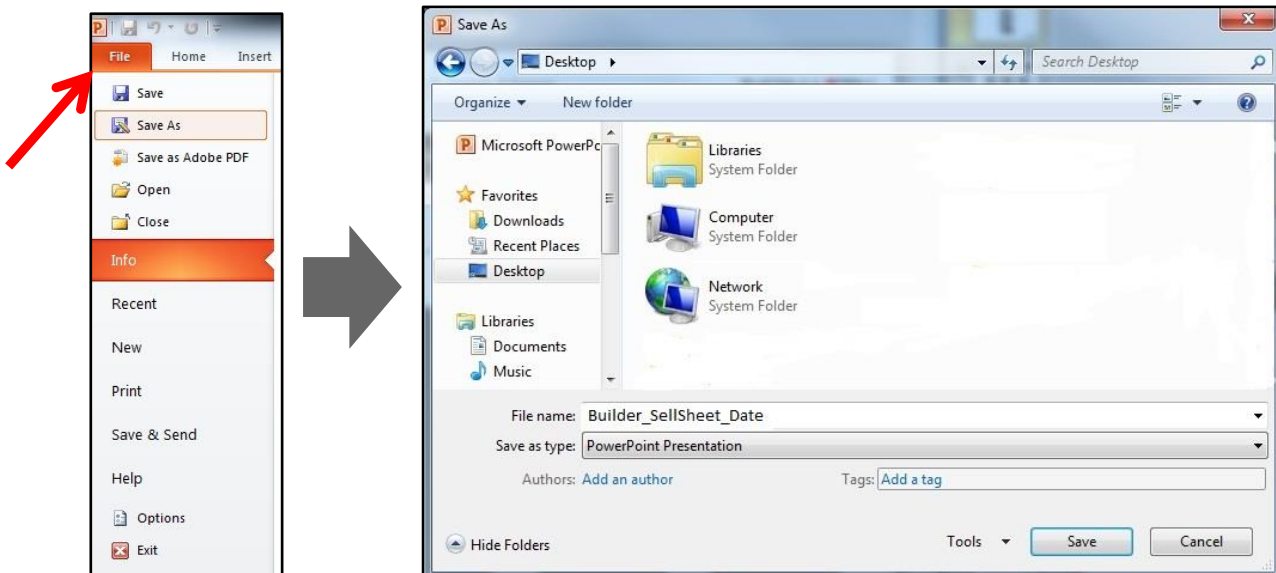 File Home Insert
Save
Save As
Save as Adobe PDF
Open
Close
Info
Recent
New
Print
Save & Send
Help
Options
Exit
Save As
Desktop
Search Desktop
Organize New folder
Microsoft PowerPc
Favorites
Downloads
Recent Places
Desktop
Libraries
Documents
Music
Libraries
System Folder
Computer
System Folder
Network
System Folder
File name: Builder_SellSheet_Date
Save as type: PowerPoint Presentation
Authors: Add an author Tags: Add a tag
Hide Folders Tools Save Cancel